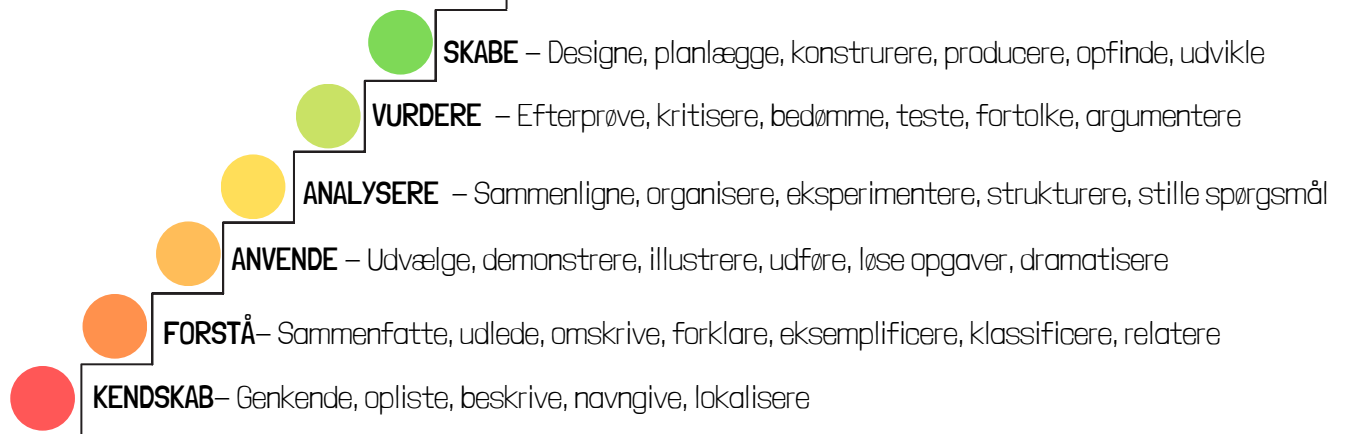 SKABE – Designe, planlægge, konstrurere, producere, opfinde, udvikle
VURDERE – Efterprøve, kritisere, bedømme, teste, fortolke, argumentere
ANALYSERE – Sammenligne, organisere, eksperimentere, strukturere, stille spørgsmål
ANVENDE – Udvælge, demonstrere, illustrere, udføre, løse opgaver, dramatisere
FORSTÅ– Sammenfatte, udlede, omskrive, forklare, eksemplificere, klassificere, relatere
KENDSKAB– Genkende, opliste, beskrive, navngive, lokalisere